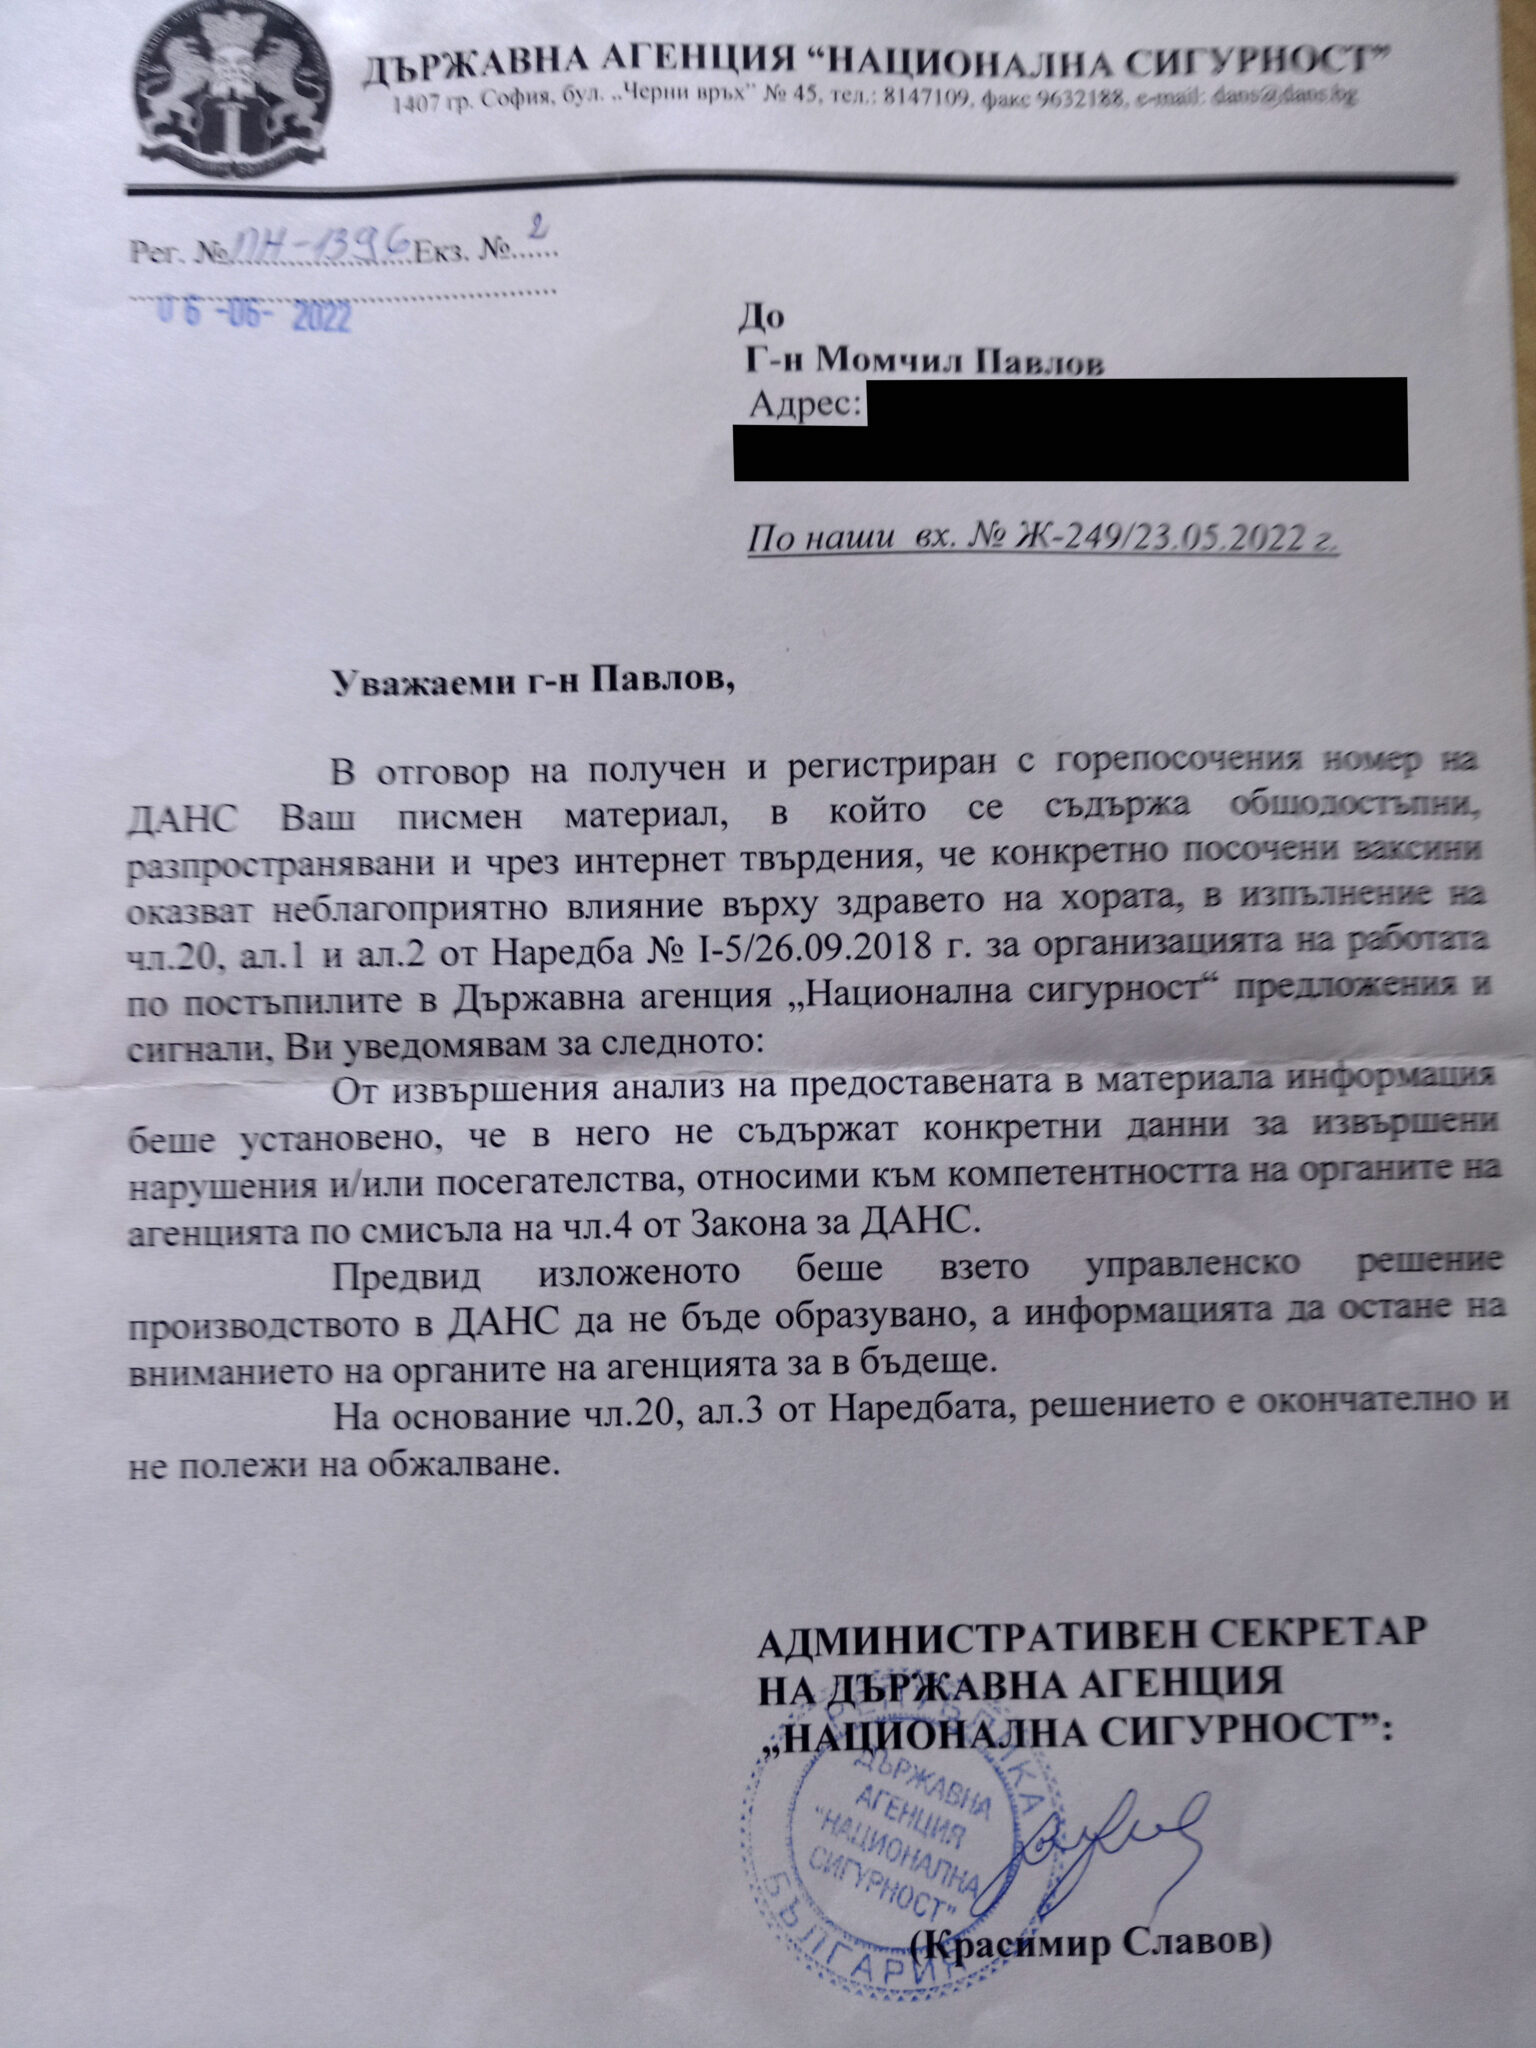 ДЪРЖАВНА АГЕНЦИЯ “НАЦИОНАЛНА СИГУРНОСТ”
1407 гр. София, бул. „Черни връх” № 45, тел.: 8147109, факс 9632188, e-mail: dans@dans.bg
Рег. № ПН-1396 Екз. № 2
06-06-2022
До
Г-н Момчил Павлов
Адрес:
По наши вх. № Ж-249/23.05.2022 г.
Уважаеми г-н Павлов,
В отговор на получен и регистриран с горепосочения номер на
ДАНС Ваш писмен материал, в който се съдържа общодостъпни,
разпространявани и чрез интернет твърдения, че конкретно посочени ваксини
оказват неблагоприятно влияние върху здравето на хората, в изпълнение на
чл.20, ал.1 и ал.2 от Наредба № I-5/26.09.2018 г. за организацията на работата
по постъпилите в Държавна агенция „Национална сигурност“ предложения и
сигнали, Ви уведомявам за следното:
От извършения анализ на предоставената в материала информация
беше установено, че в него не съдържат конкретни данни за извършени
нарушения и/или посегателства, относими към компетентността на органите на
агенцията по смисъла на чл.4 от Закона за ДАНС.
Предвид изложеното беше взето управленско решение
производството в ДАНС да не бъде образувано, а информацията да остане на
вниманието на органите на агенцията за в бъдеще.
На основание чл.20, ал.3 от Наредбата, решението е окончателно и
не полежи на обжалване.
АДМИНИСТРАТИВЕН СЕКРЕТАР
НА ДЪРЖАВНА АГЕНЦИЯ
„НАЦИОНАЛНА СИГУРНОСТ”:
РЕПУБЛИКА
ДЪРЖАВНА
АГЕНЦИЯ
“НАЦИОНАЛНА
СИГУРНОСТ”
БЪЛГАРИЯ
(Красимир Славов)